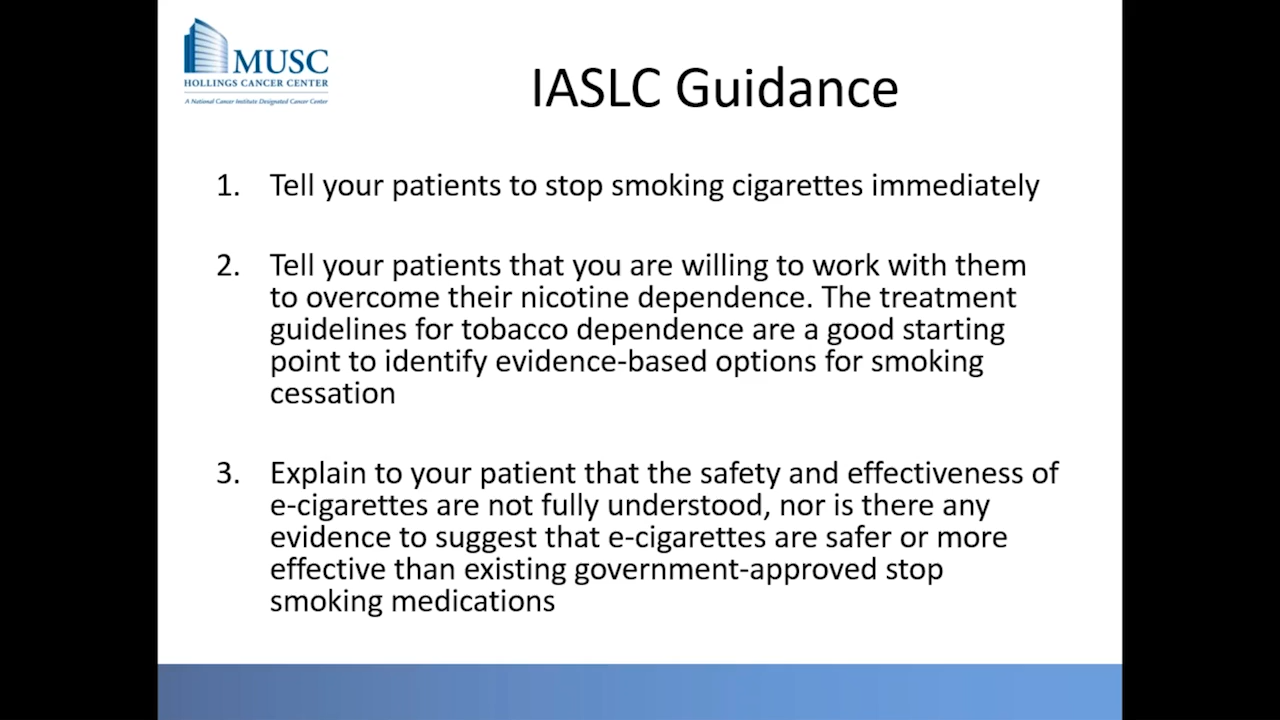 MUSC
HOLLINGS CANCER CENTER
A National Cancer Institute Designated Cancer Center
IASLC Guidance
1. Tell your patients to stop smoking cigarettes immediately
2. Tell your patients that you are willing to work with them
to overcome their nicotine dependence. The treatment
guidelines for tobacco dependence are a good starting
point to identify evidence-based options for smoking
cessation
3. Explain to your patient that the safety and effectiveness of
e-cigarettes are not fully understood, nor is there any
evidence to suggest that e-cigarettes are safer or more
effective than existing government-approved stop
smoking medications